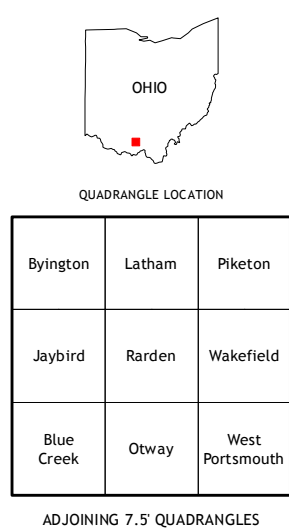 OHIO
QUADRANGLE LOCATION
Byington Latham Piketon
Jaybird Rarden Wakefield
Blue
Creek
Otway
West
Portsmouth
ADJOINING 7.5' QUADRANGLES